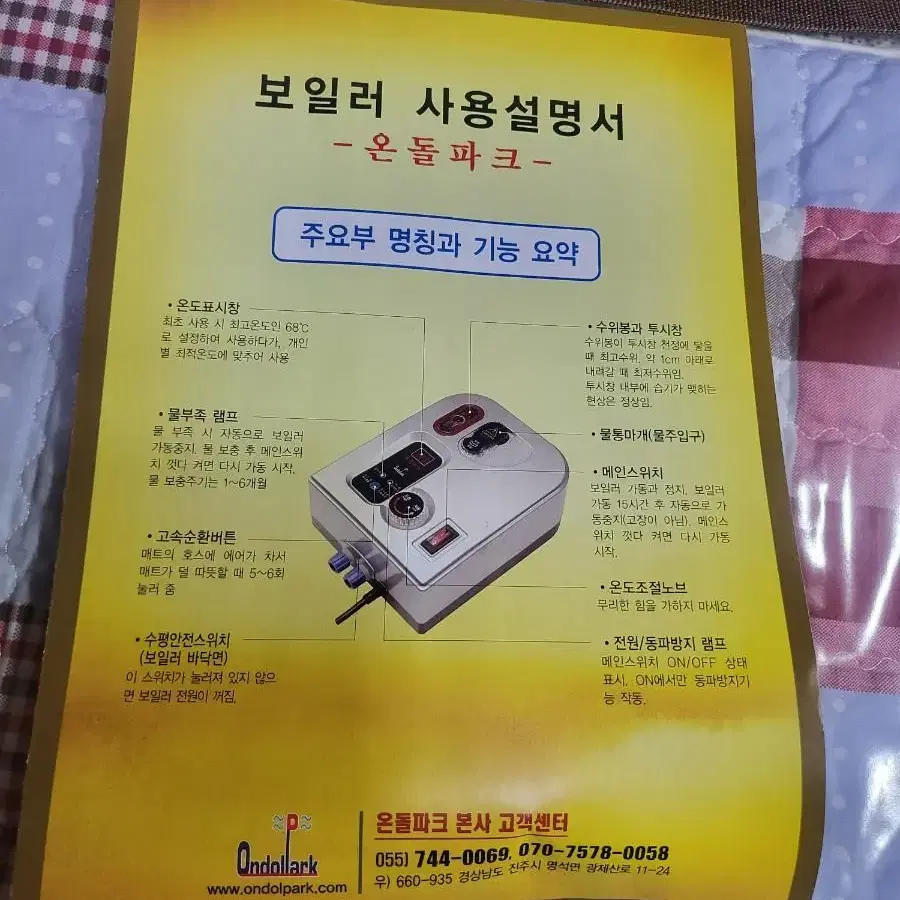 보일러 사용설명서
-온돌파크-
주요부 명칭과 기능 요약
• 온도표시창
최초 사용 시 최고온도인 68℃
로 설정하여 사용하다가, 개인
별 최적온도에 맞추어 사용
• 물부족 램프
물 부족 시 자동으로 보일러
가동중지. 물 보충 후 메인스위
치 껏다 켜면 다시 가동 시작.
물 보충주기는 1~6개월
• 고속순환버튼
매트의 호스에 에어가 차서
매트가 덜 따뜻할 때 5~6회
눌러 줌
• 수평안전스위치
(보일러 바닥면)
이 스위치가 눌러져 있지 않으
면 보일러 전원이 꺼짐.
• 수위봉과 투시창
수위봉이 투시창 천정에 닿을
때 최고수위. 약 1cm 아래로
내려갈 때 최저수위임.
투시창 내부에 습기가 맺히는
현상은 정상임.
• 물통마개(물주입구)
• 메인스위치
보일러 가동과 정지. 보일러
가동 15시간 후 자동으로 가
동중지(고장이 아님). 메인스
위치 껏다 켜면 다시 가동
시작.
• 온도조절노브
무리한 힘을 가하지 마세요.
• 전원/동파방지 램프
메인스위치 ON/OFF 상태
표시. ON에서만 동파방지기
능 작동.
≈P≈
Ondolpark
www.ondolpark.com
온돌파크 본사 고객센터
055) 744-0069, 070-7578-0058
우) 660-935 경상남도 진주시 명석면 광제산로 11-24